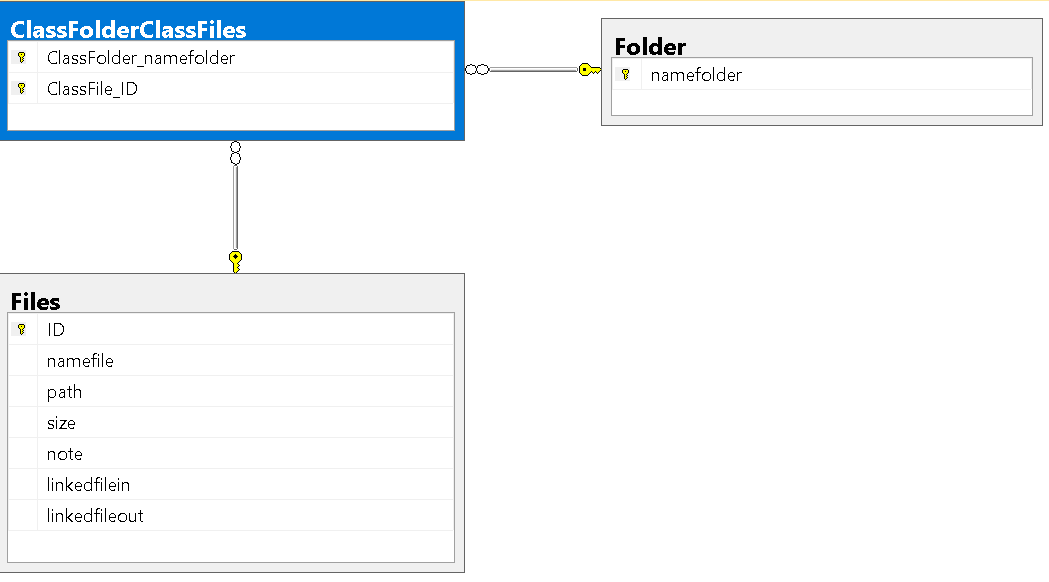 ClassFolderClassFiles
ClassFolder_namefolder
ClassFile_ID
Folder
namefolder
Files
ID
namefile
path
size
note
linkedfilein
linkedfileout